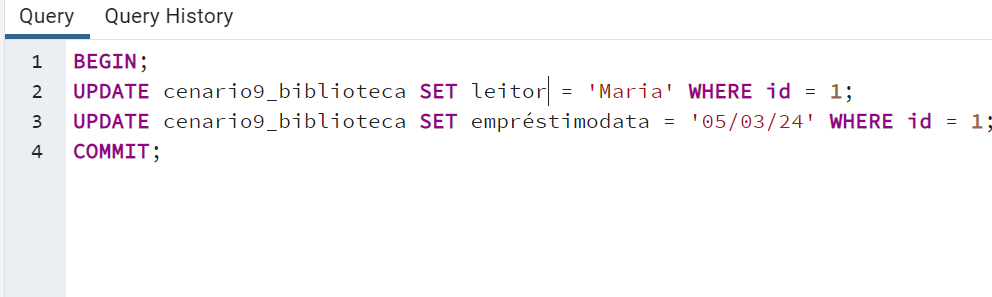 Query Query History
1 BEGIN;
2 UPDATE cenario9_biblioteca SET leitor = 'Maria' WHERE id = 1;
3 UPDATE cenario9_biblioteca SET empréstimodata = '05/03/24' WHERE id = 1;
4 COMMIT;